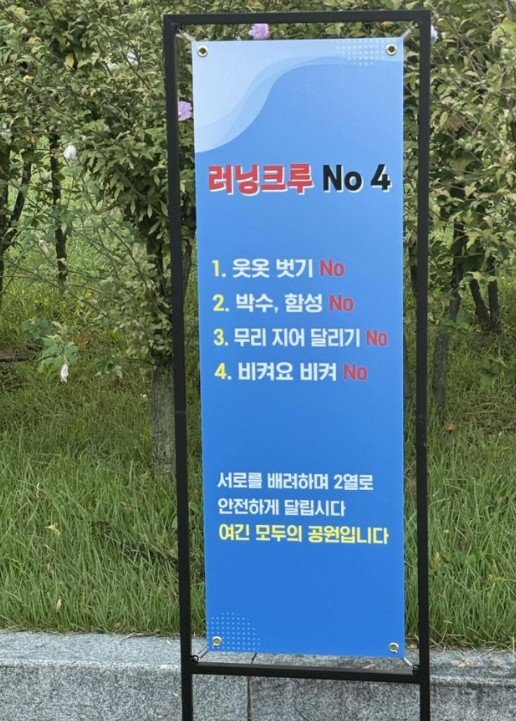 러닝크루 No 4
1. 웃옷 벗기 No
2. 박수, 함성 No
3. 무리 지어 달리기 No
4. 비켜요 비켜 No
서로를 배려하며 2열로
안전하게 달립시다
여긴 모두의 공원입니다